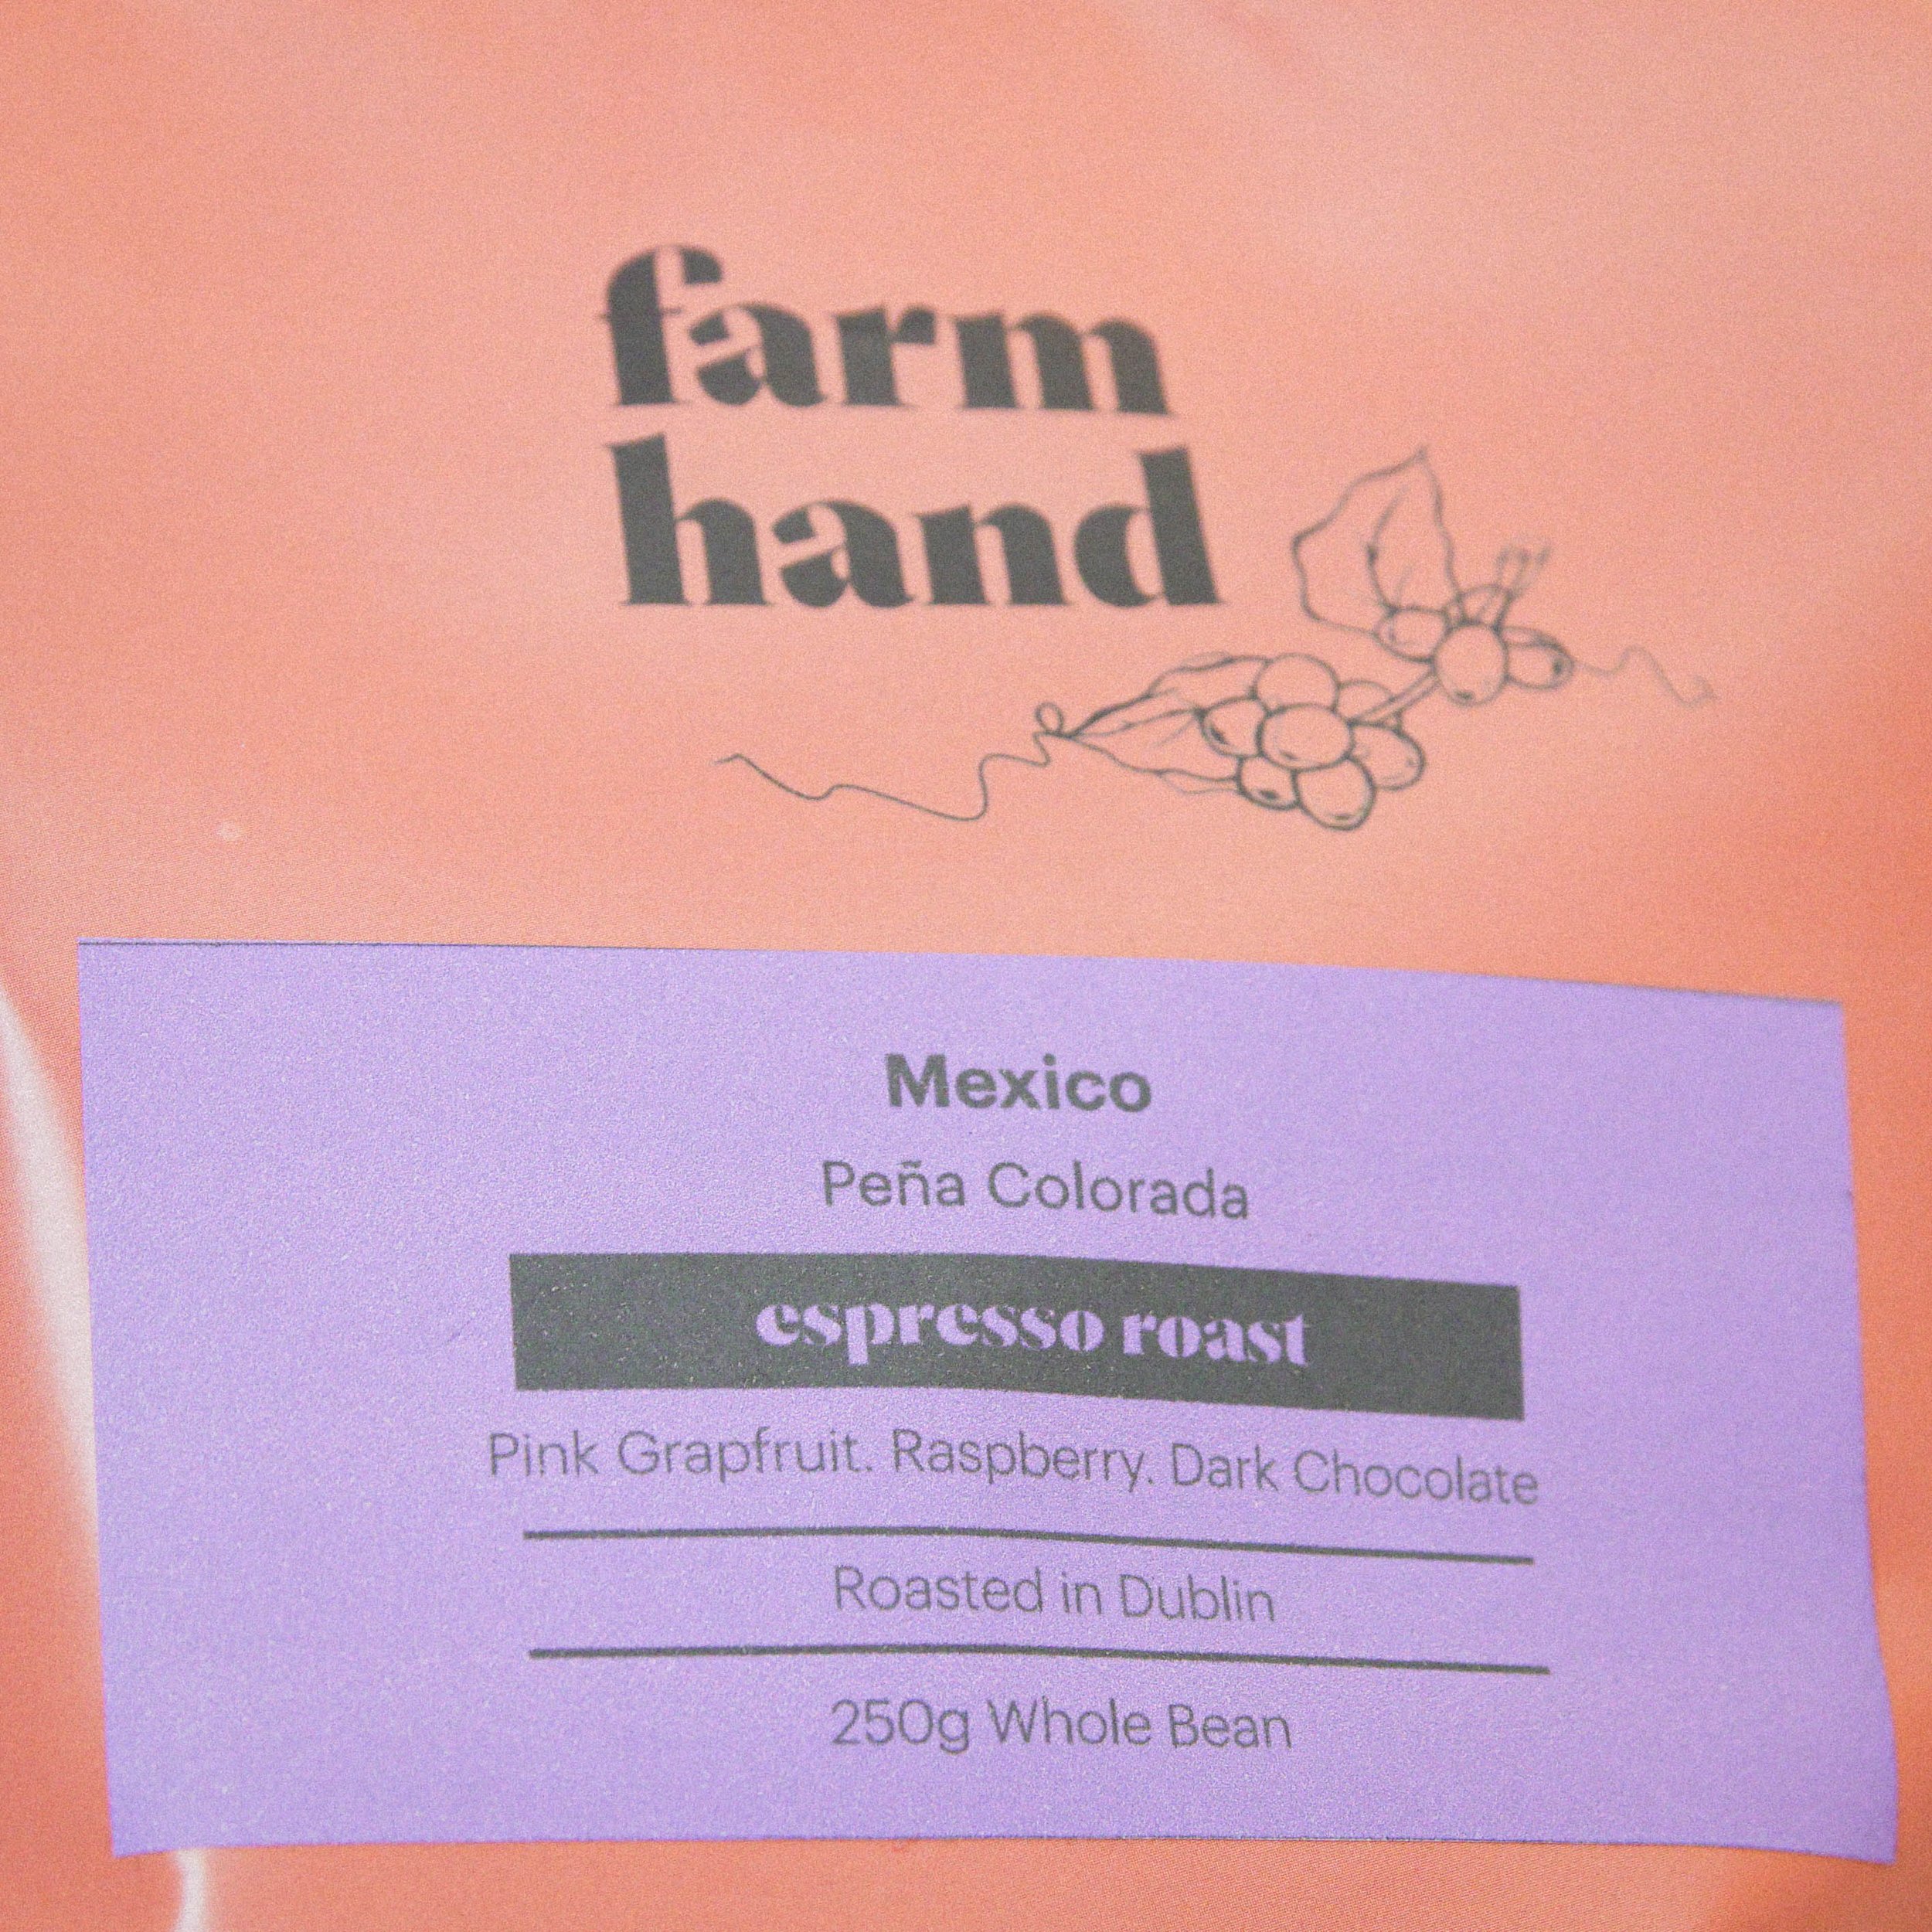 farm
hand
Mexico
Peña Colorada
espresso roast
Pink Grapfruit. Raspberry. Dark Chocolate
Roasted in Dublin
250g Whole Bean